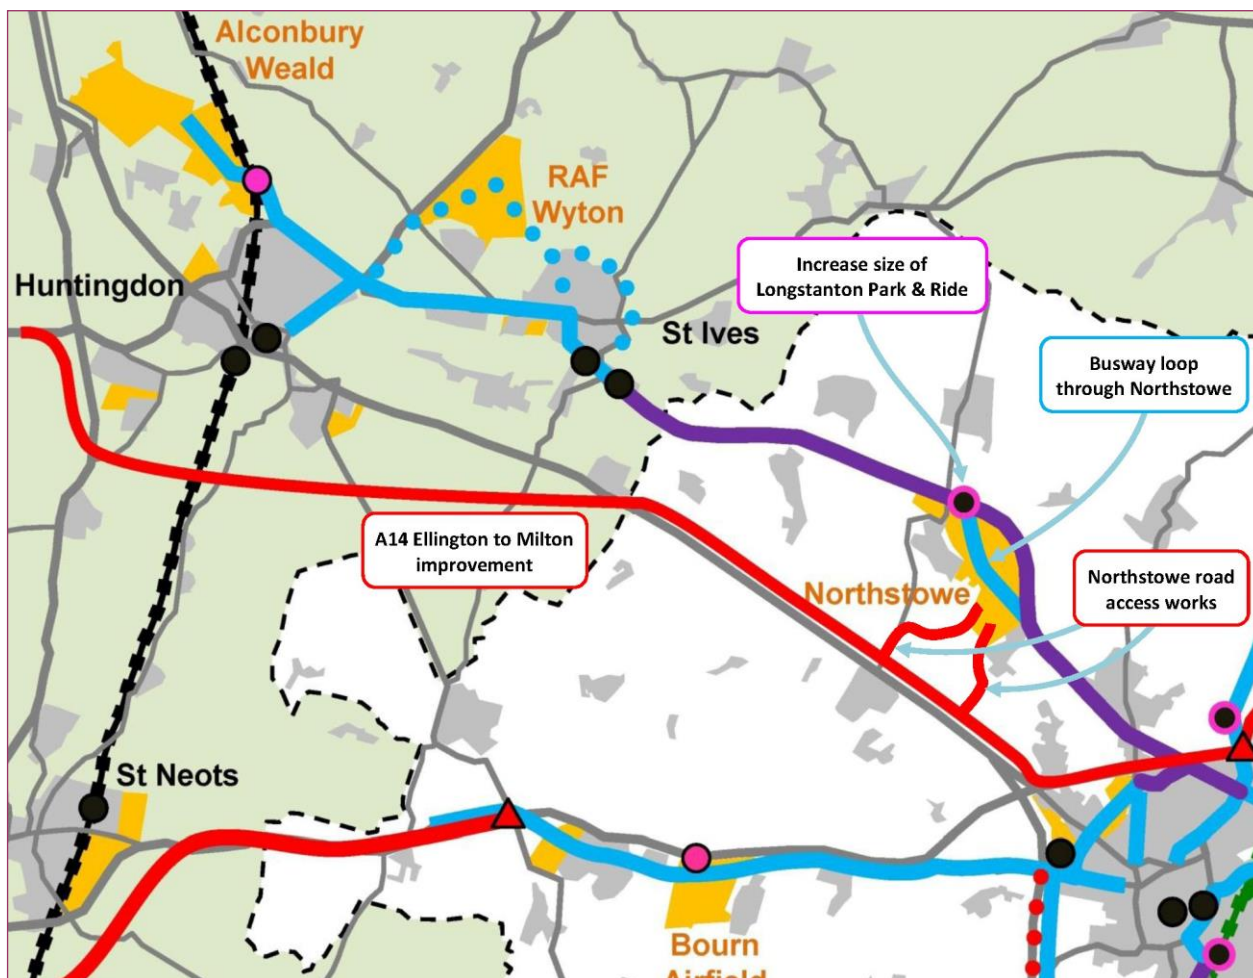 Alconbury
Weald
RAF
Wyton
Huntingdon
St Ives
Increase size of
Longstanton Park & Ride
Busway loop
through Northstowe
A14 Ellington to Milton
improvement
Northstowe
Northstowe road
access works
St Neots
Bourn
Airfield